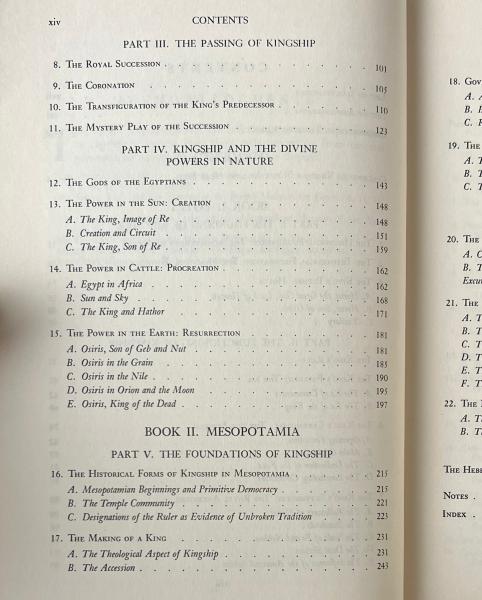 xiv CONTENTS
PART III. THE PASSING OF KINGSHIP
8. The Royal Succession . . . . . . . . . . . . . . 101
9. The Coronation . . . . . . . . . . . . . . 105
10. The Transfiguration of the King's Predecessor . . . . . . 110
11. The Mystery Play of the Succession . . . . . . . . . 123
PART IV. KINGSHIP AND THE DIVINE
POWERS IN NATURE
12. The Gods of the Egyptians . . . . . . . . . . . . 143
13. The Power in the Sun: Creation . . . . . . . . . . 148
A. The King, Image of Re . . . . . . . . . . . . 148
B. Creation and Circuit . . . . . . . . . . . . 151
C. The King, Son of Re . . . . . . . . . . . . 159
14. The Power in Cattle: Procreation . . . . . . . . . . 162
A. Egypt in Africa . . . . . . . . . . . . 162
B. Sun and Sky . . . . . . . . . . . . 168
C. The King and Hathor . . . . . . . . . . . . 171
15. The Power in the Earth: Resurrection . . . . . . . . 181
A. Osiris, Son of Geb and Nut . . . . . . . . . . 181
B. Osiris in the Grain . . . . . . . . . . . . 185
C. Osiris in the Nile . . . . . . . . . . . . 190
D. Osiris in Orion and the Moon . . . . . . . . . . 195
E. Osiris, King of the Dead . . . . . . . . . . . 197
BOOK II. MESOPOTAMIA
PART V. THE FOUNDATIONS OF KINGSHIP
16. The Historical Forms of Kingship in Mesopotamia . . . . . 215
A. Mesopotamian Beginnings and Primitive Democracy . . . . . 215
B. The Temple Community . . . . . . . . . . . 221
C. Designations of the Ruler as Evidence of Unbroken Tradition . . . 223
17. The Making of a King . . . . . . . . . . . . 231
A. The Theological Aspect of Kingship . . . . . . . . . 231
B. The Accession . . . . . . . . . . . . . 243
18. Gov
A.
B.
C.
19. The
A. T
B. T
C.
20. The
A.
B. T
Excu
21. The
A. T
B. T
C. T
D. T
E. T
F. T
22. The
A. T
B. T
The Hebr
Notes .
Index .